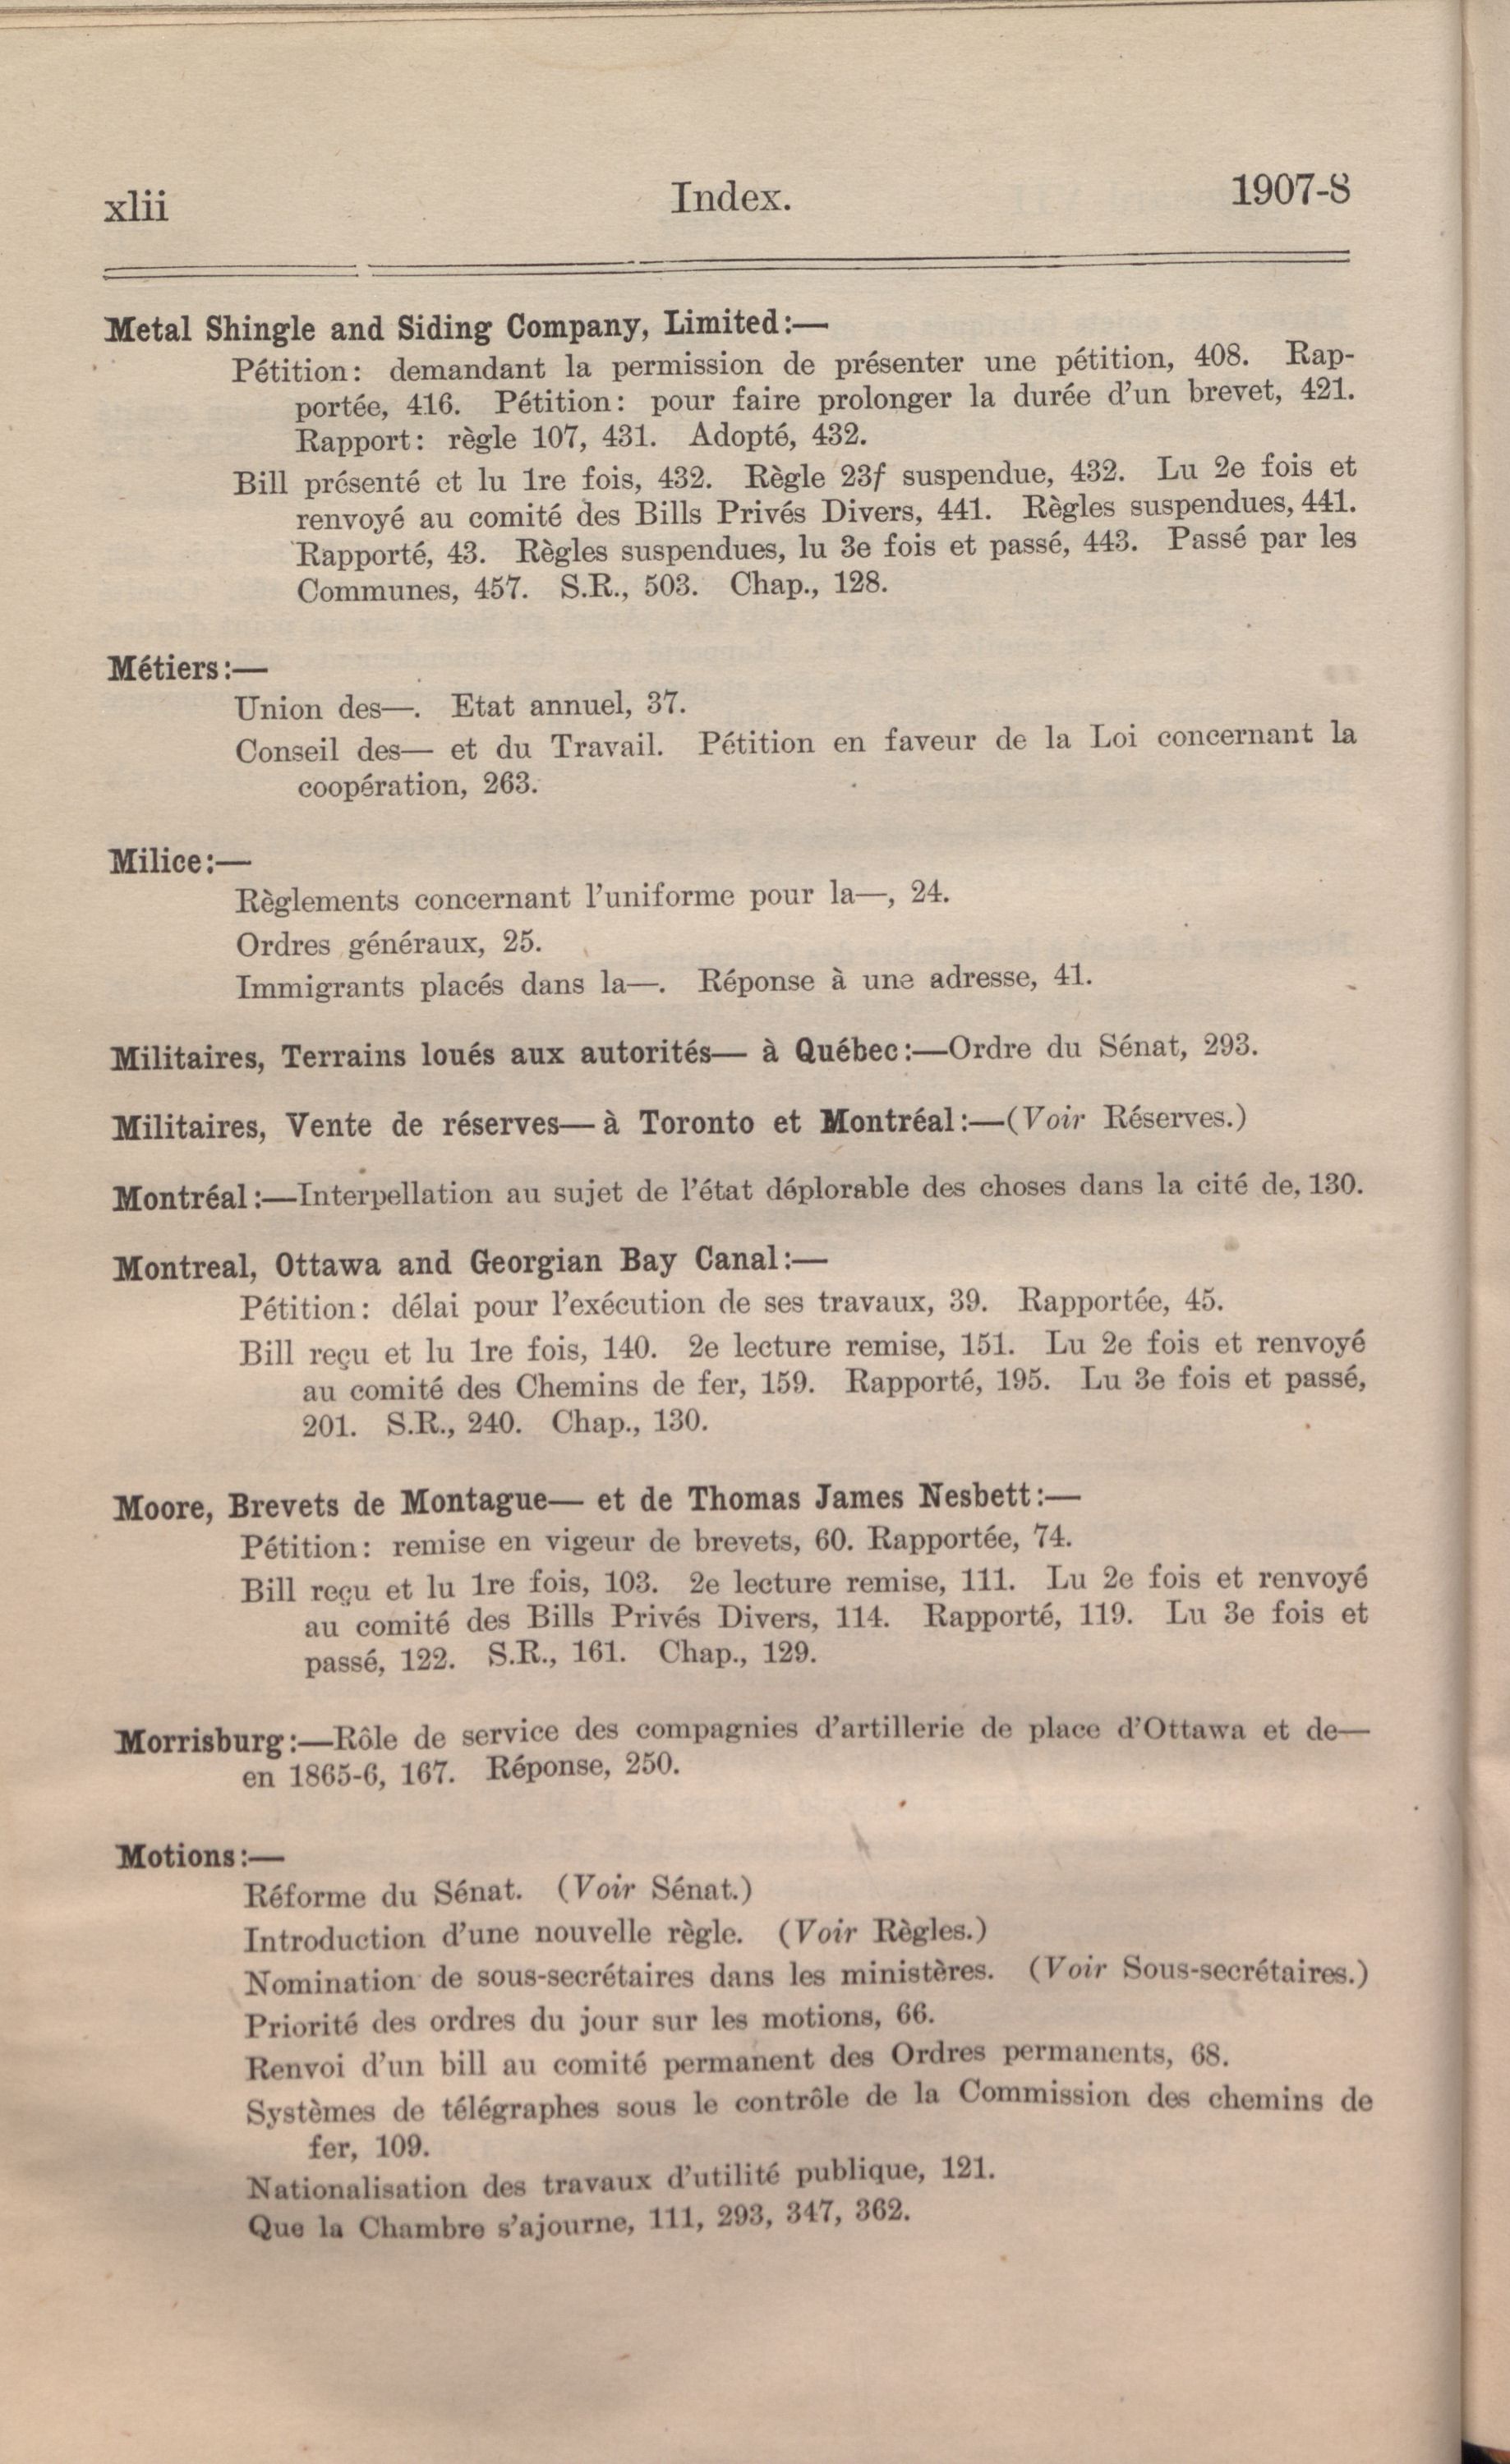 xlii Index. 1907-8
Metal Shingle and Siding Company, Limited:—
Pétition: demandant la permission de présenter une pétition, 408. Rap-
portée, 416. Pétition: pour faire prolonger la durée d'un brevet, 421.
Rapport: règle 107, 431. Adopté, 432.
Bill présenté et lu 1re fois, 432. Règle 23f suspendue, 432. Lu 2e fois et
renvoyé au comité des Bills Privés Divers, 441. Règles suspendues, 441.
Rapporté, 43. Règles suspendues, lu 3e fois et passé, 443. Passé par les
Communes, 457. S.R., 503. Chap., 128.
Métiers:—
Union des—. Etat annuel, 37.
Conseil des— et du Travail. Pétition en faveur de la Loi concernant la
coopération, 263.
Milice:—
Règlements concernant l'uniforme pour la—, 24.
Ordres généraux, 25.
Immigrants placés dans la—. Réponse à une adresse, 41.
Militaires, Terrains loués aux autorités— à Québec:—Ordre du Sénat, 293.
Militaires, Vente de réserves— à Toronto et Montréal:—(Voir Réserves.)
Montréal:—Interpellation au sujet de l'état déplorable des choses dans la cité de, 130.
Montreal, Ottawa and Georgian Bay Canal:—
Pétition: délai pour l'exécution de ses travaux, 39. Rapportée, 45.
Bill reçu et lu 1re fois, 140. 2e lecture remise, 151. Lu 2e fois et renvoyé
au comité des Chemins de fer, 159. Rapporté, 195. Lu 3e fois et passé,
201. S.R., 240. Chap., 130.
Moore, Brevets de Montague— et de Thomas James Nesbett:—
Pétition: remise en vigeur de brevets, 60. Rapportée, 74.
Bill reçu et lu 1re fois, 103. 2e lecture remise, 111. Lu 2e fois et renvoyé
au comité des Bills Privés Divers, 114. Rapporté, 119. Lu 3e fois et
passé, 122. S.R., 161. Chap., 129.
Morrisburg:—Rôle de service des compagnies d'artillerie de place d'Ottawa et de—
en 1865-6, 167. Réponse, 250.
Motions:—
Réforme du Sénat. (Voir Sénat.)
Introduction d'une nouvelle règle. (Voir Règles.)
Nomination de sous-secrétaires dans les ministères. (Voir Sous-secrétaires.)
Priorité des ordres du jour sur les motions, 66.
Renvoi d'un bill au comité permanent des Ordres permanents, 68.
Systèmes de télégraphes sous le contrôle de la Commission des chemins de
fer, 109.
Nationalisation des travaux d'utilité publique, 121.
Que la Chambre s'ajourne, 111, 293, 347, 362.